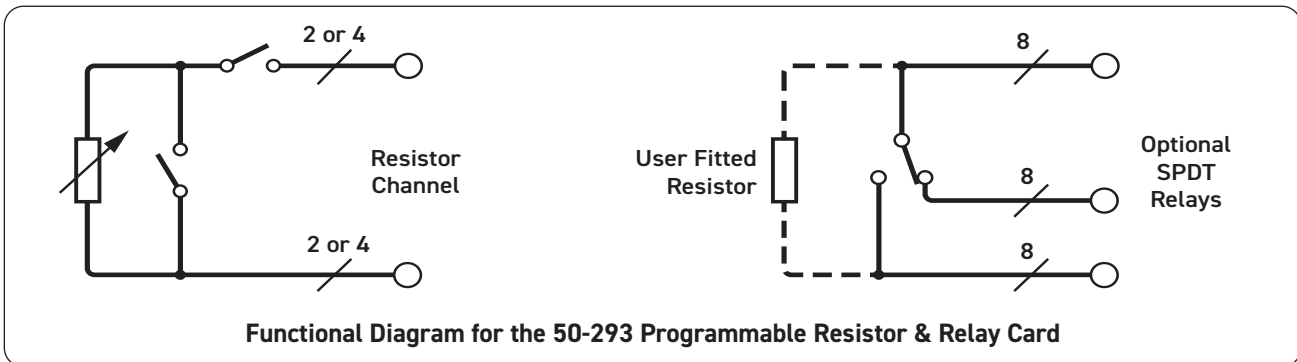 2 or 4
Resistor
Channel
2 or 4
8
User Fitted
Resistor
8
Optional
SPDT
Relays
8
Functional Diagram for the 50-293 Programmable Resistor & Relay Card